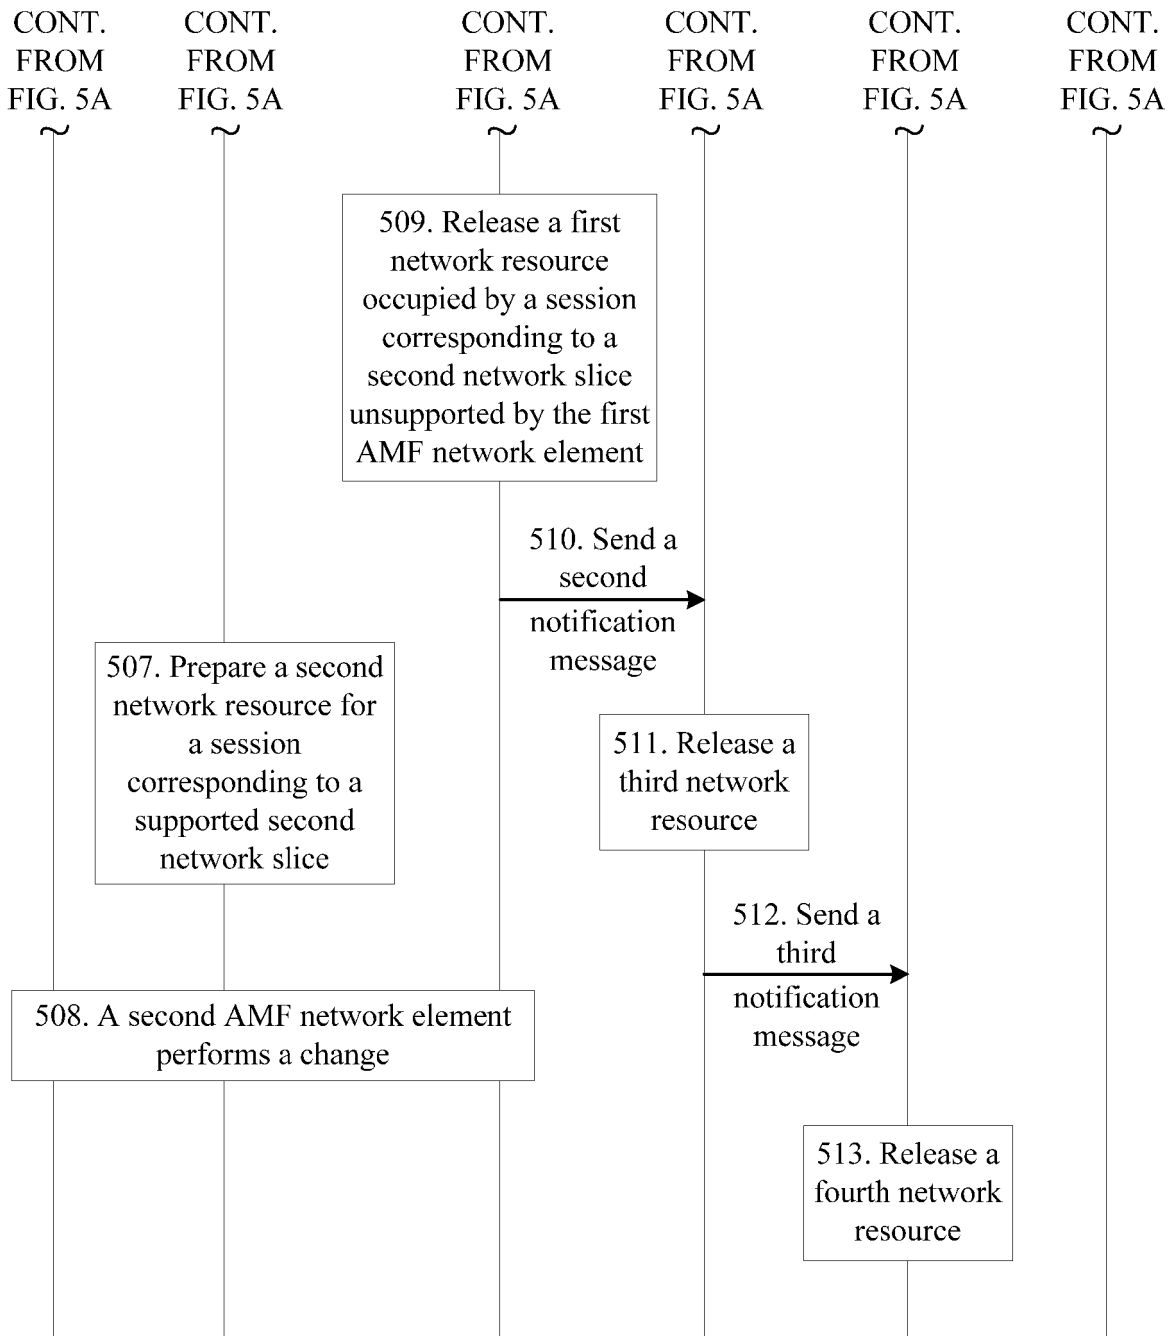 CONT.
FROM
FIG. 5A
CONT.
FROM
FIG. 5A
CONT.
FROM
FIG. 5A
CONT.
FROM
FIG. 5A
CONT.
FROM
FIG. 5A
CONT.
FROM
FIG. 5A
509. Release a first
network resource
occupied by a session
corresponding to a
second network slice
unsupported by the first
AMF network element
510. Send a
second
notification
message
507. Prepare a second
network resource for
a session
corresponding to a
supported second
network slice
511. Release a
third network
resource
512. Send a
third
notification
message
508. A second AMF network element
performs a change
513. Release a
fourth network
resource